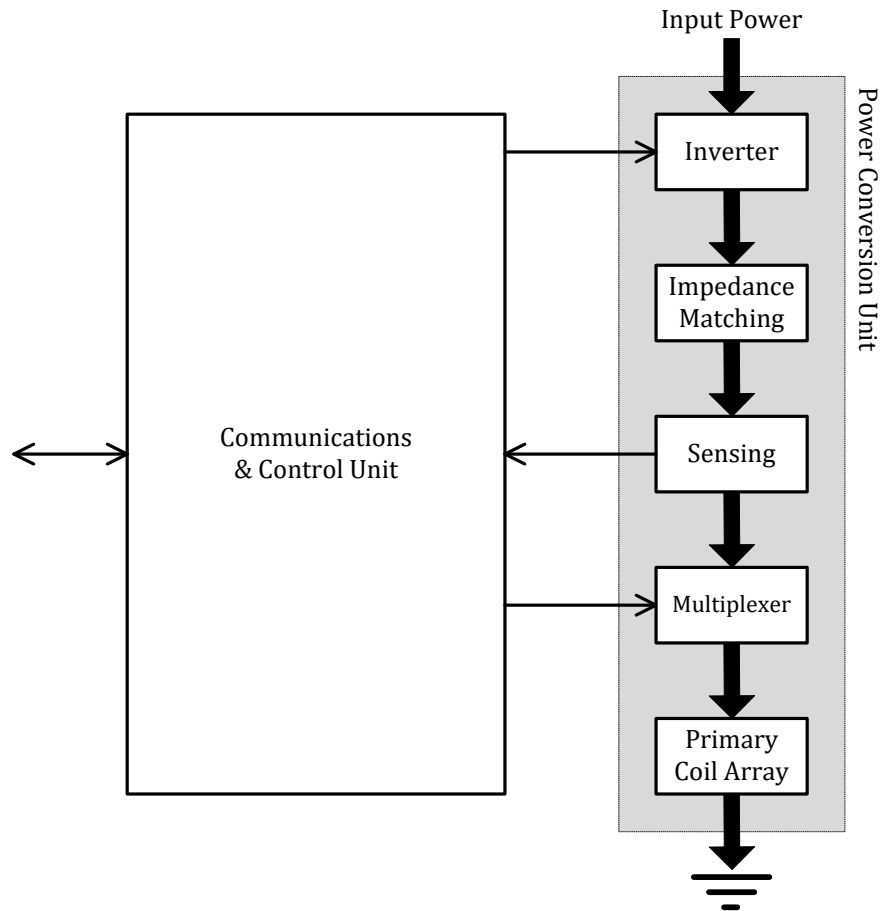 Input Power
Power Conversion Unit
Inverter
Impedance
Matching
Communications
& Control Unit
Sensing
Multiplexer
Primary
Coil Array